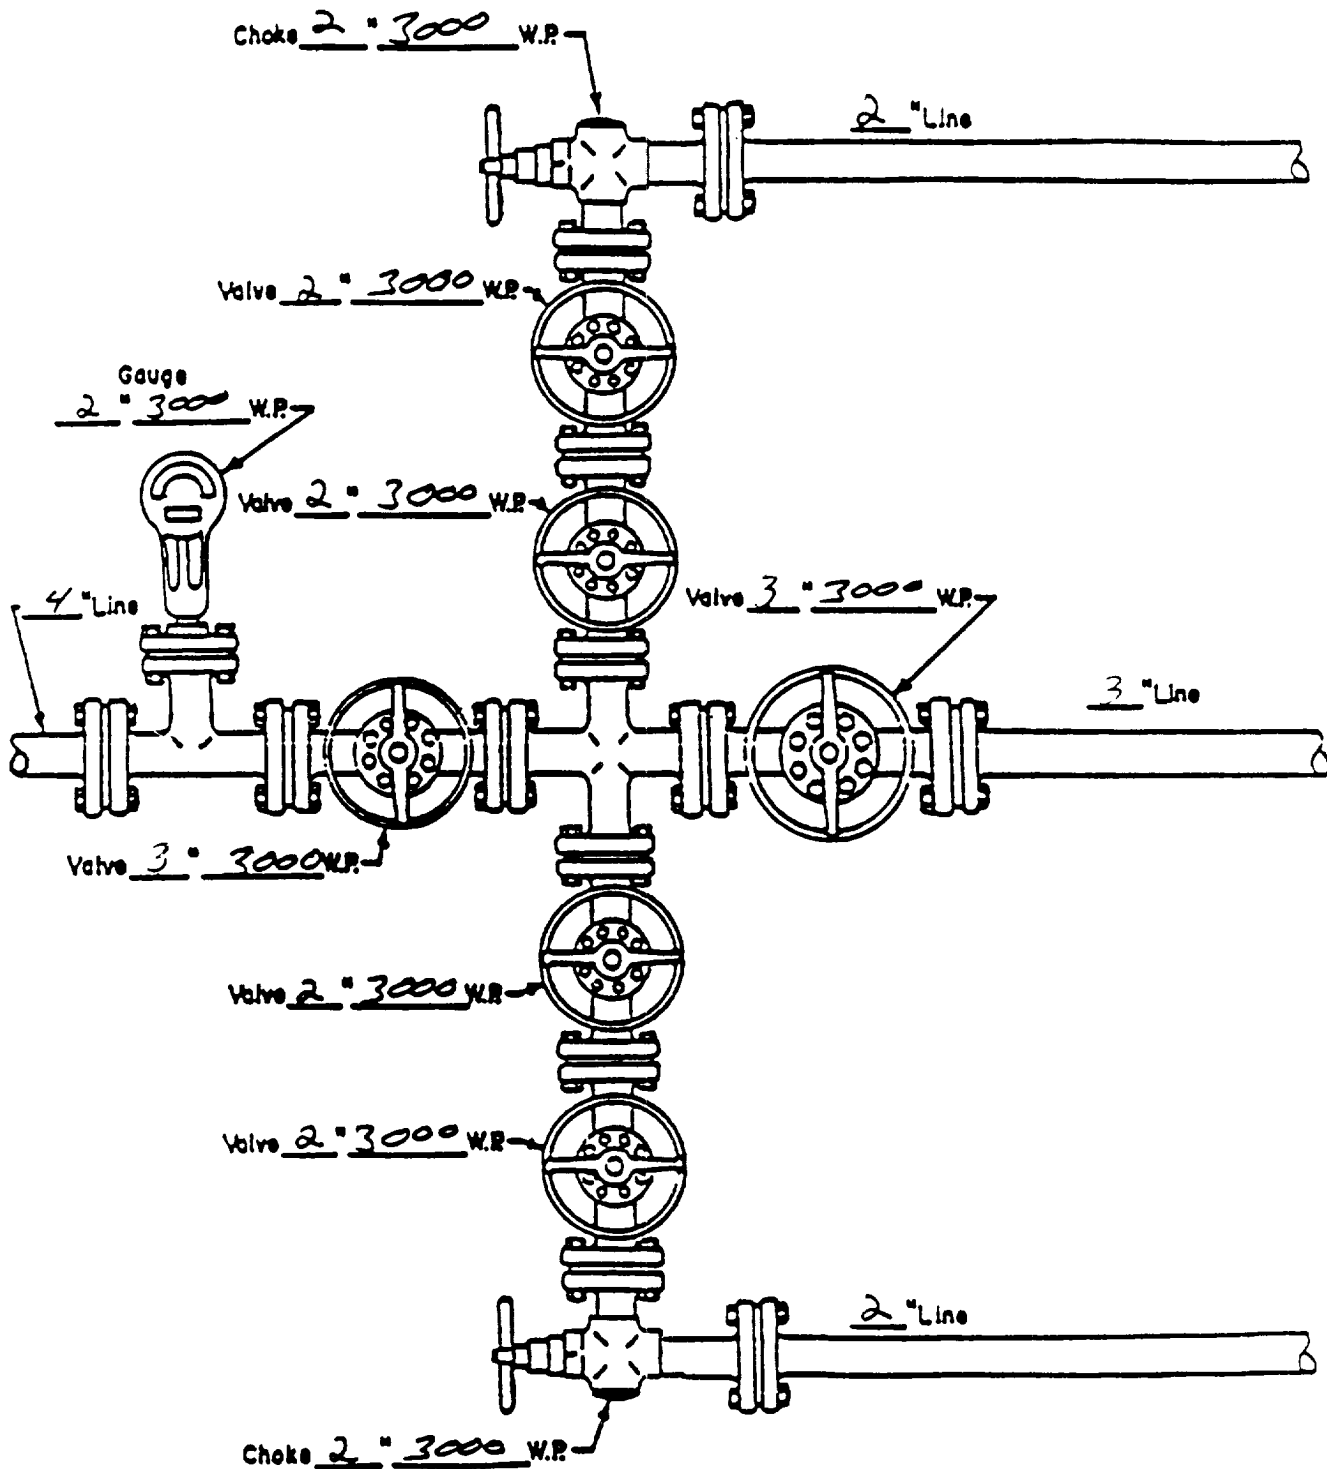 Choke 2 " 3000 W.P.
2 "Line
Valve 2 " 3000 W.P.
Gauge
2 " 3000 W.P.
Valve 2 " 3000 W.P.
4 "Line
Valve 3 " 3000 W.P.
3 "Line
Valve 3 " 3000 W.P.
Valve 2 " 3000 W.P.
Valve 2 " 3000 W.P.
2 "Line
Choke 2 " 3000 W.P.